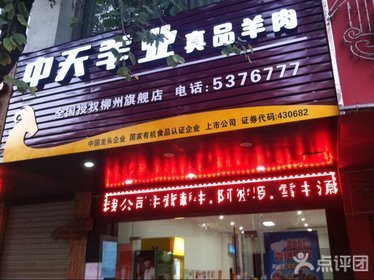 中天羊业 真品羊肉
全国授权柳州旗舰店 电话:5376777
中国龙头企业 国家有机食品认证企业 上市公司 证券代码:430682
点评团